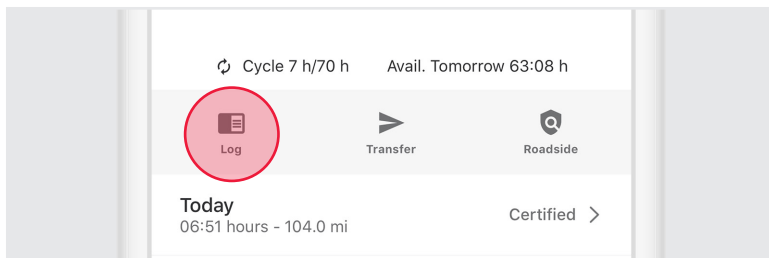 Cycle 7 h/70 h Avail. Tomorrow 63:08 h
Log Transfer Roadside
Today
06:51 hours - 104.0 mi
Certified